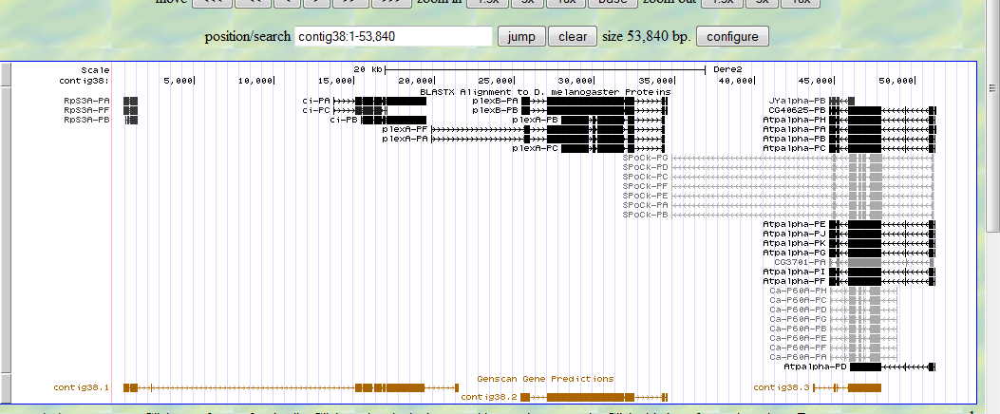 move <<< << < > >> >>> zoom in 1.5x 3x 10x base zoom out 1.5x 3x 10x
position/search contig38:1-53,840 jump clear size 53,840 bp. configure
Scale 20 kb Dere2
contig38: 5,000 10,000 15,000 20,000 25,000 30,000 35,000 40,000 45,000 50,000
BLASTX Alignment to D. melanogaster Proteins
RpS3A-PA ci-PA plexB-PA JYalpha-PB
RpS3A-PF ci-PC plexB-PB CG40625-PB
RpS3A-PB ci-PB plexA-PB Atpalpha-PH
plexA-PF Atpalpha-PA
plexA-PA Atpalpha-PB
plexA-PC Atpalpha-PC
SPoCk-PG
SPoCk-PD
SPoCk-PC
SPoCk-PF
SPoCk-PE
SPoCk-PA
SPoCk-PB
Atpalpha-PE
Atpalpha-PJ
Atpalpha-PK
Atpalpha-PG
CG3701-PA
Atpalpha-PI
Atpalpha-PF
Ca-P60A-PH
Ca-P60A-PC
Ca-P60A-PD
Ca-P60A-PG
Ca-P60A-PB
Ca-P60A-PE
Ca-P60A-PF
Ca-P60A-PA
Atpalpha-PD
Genscan Gene Predictions
contig38.1 contig38.3
contig38.2